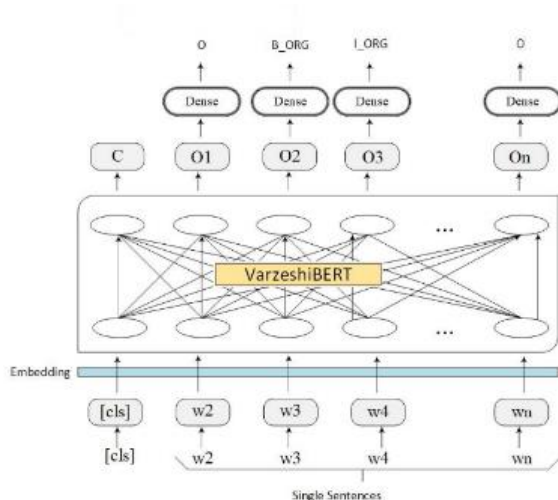 O B_ORG I_ORG O
Dense Dense Dense Dense
C O1 O2 O3 On
...
VarzeshiBERT
...
Embedding
[cls] w2 w3 w4 wn
[cls] w2 w3 w4 wn
Single Sentences